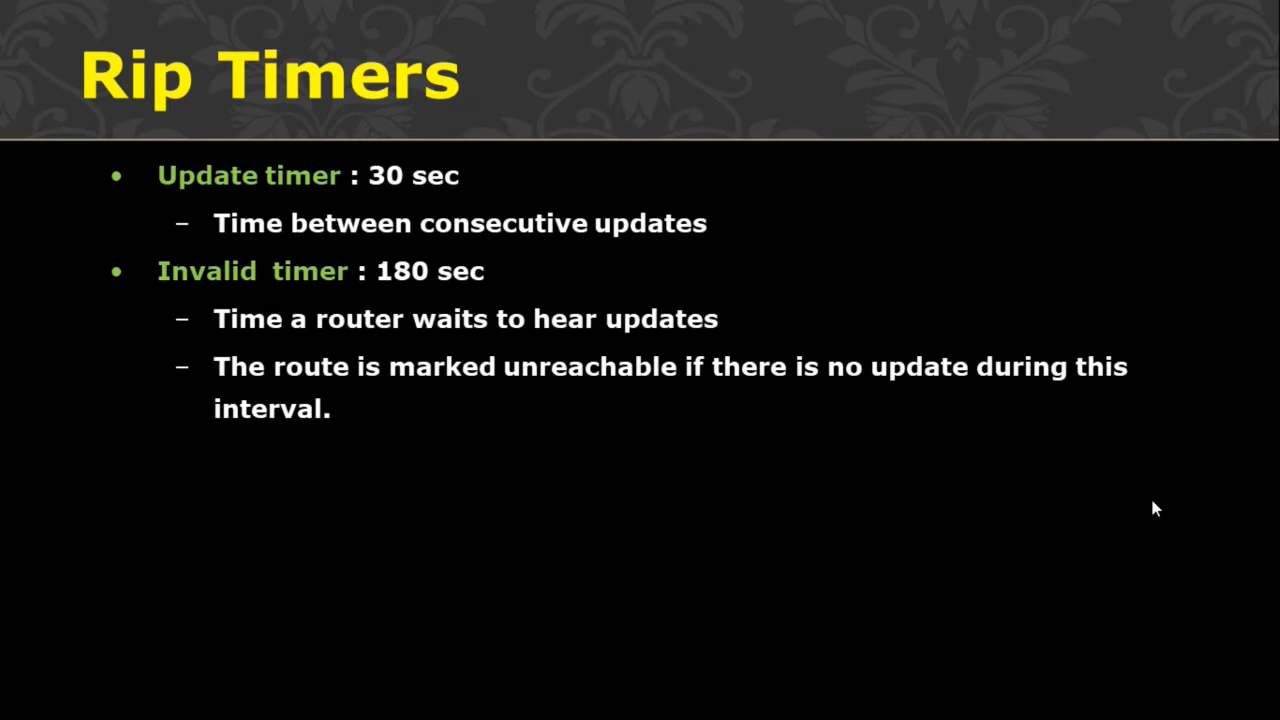 Rip Timers
• Update timer : 30 sec
– Time between consecutive updates
• Invalid timer : 180 sec
– Time a router waits to hear updates
– The route is marked unreachable if there is no update during this
interval.